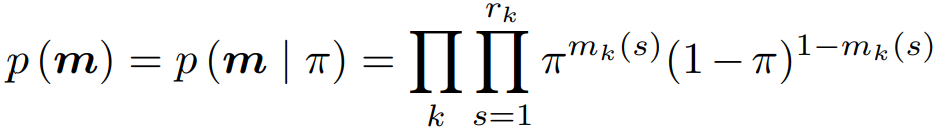 p(m) = p(m | π) = ∏_k ∏_{s=1}^{r_k} π^{m_k(s)} (1 − π)^{1−m_k(s)}